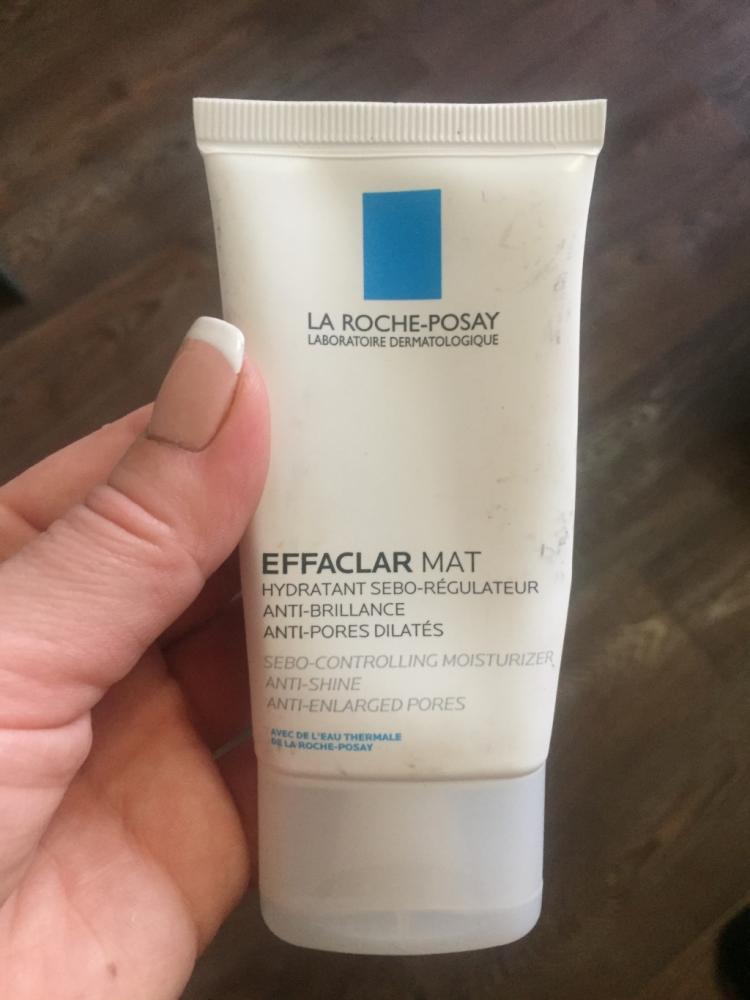 LA ROCHE-POSAY
LABORATOIRE DERMATOLOGIQUE
EFFACLAR MAT
HYDRATANT SEBO-RÉGULATEUR
ANTI-BRILLANCE
ANTI-PORES DILATÉS
SEBO-CONTROLLING MOISTURIZER
ANTI-SHINE
ANTI-ENLARGED PORES
AVEC DE L'EAU THERMALE
DE LA ROCHE-POSAY